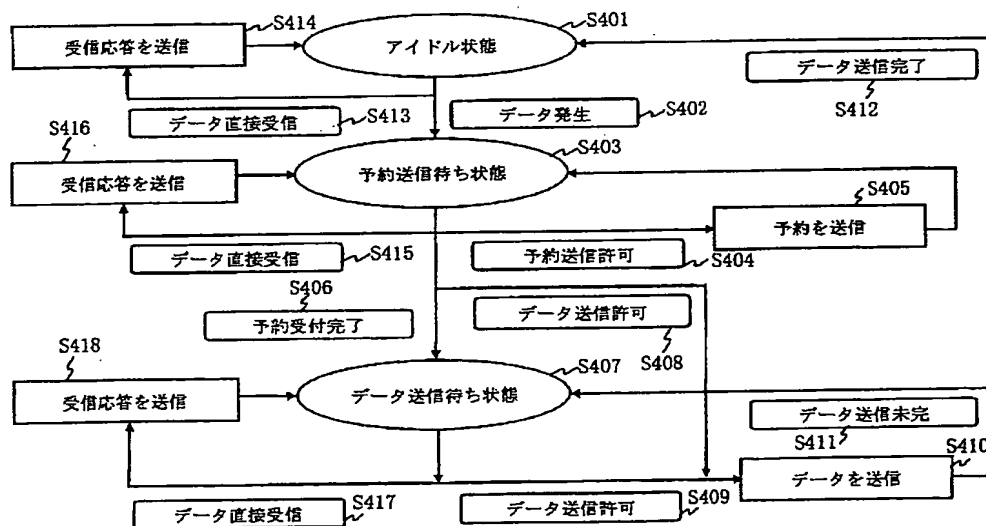 S414
受信応答を送信
S401
アイドル状態
データ送信完了
S412
データ直接受信
S413
データ発生
S402
S416
受信応答を送信
S403
予約送信待ち状態
S405
予約を送信
データ直接受信
S415
予約送信許可
S404
S406
予約受付完了
データ送信許可
S408
S418
受信応答を送信
S407
データ送信待ち状態
データ送信未完
S411
S410
データを送信
データ直接受信
S417
データ送信許可
S409